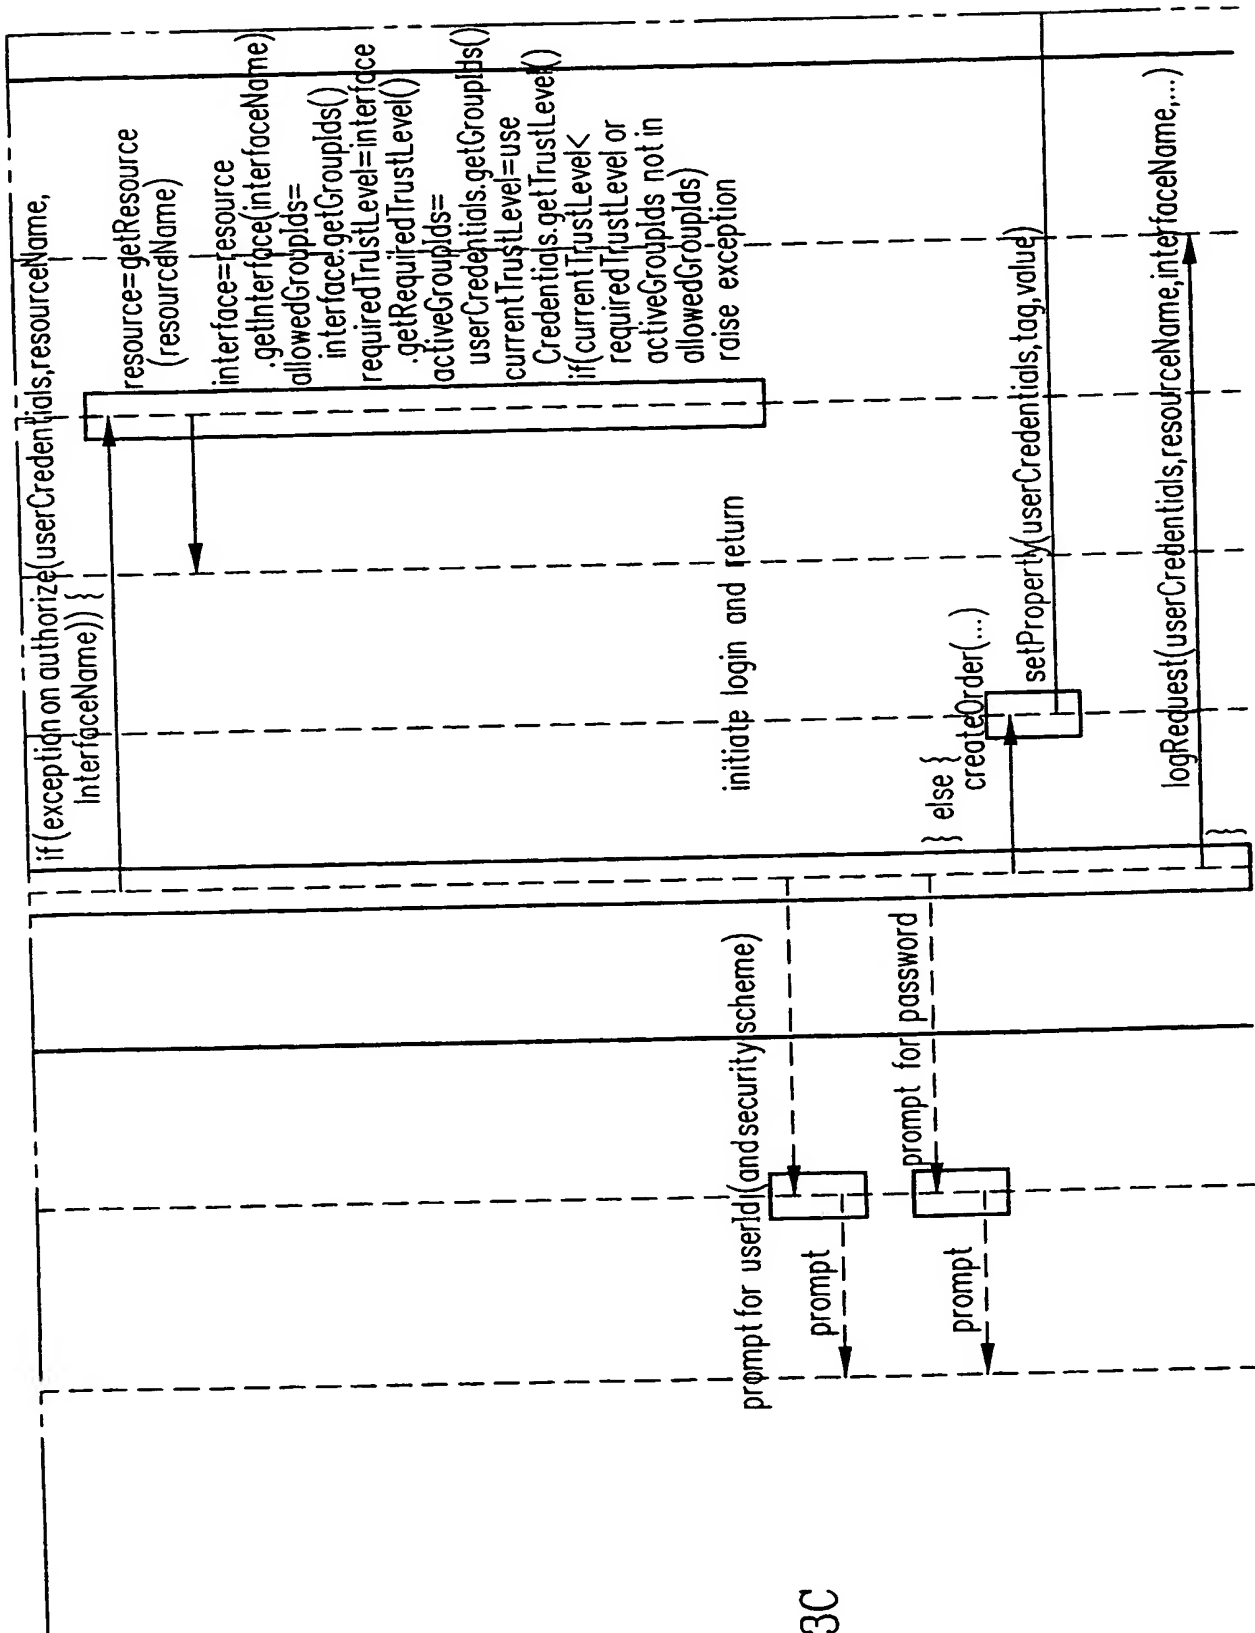 if(exception on authorize(userCredentials,resourceName,
InterfaceName)) {
resource=getResource
(resourceName)
interface=resource
.getInterface(interfaceName)
allowedGroupIds=
interface.getGroupIds()
requiredTrustLevel=interface
.getRequiredTrustLevel()
activeGroupIds=
userCredentials.getGroupIds()
currentTrustLevel=use
Credentials.getTrustLevel()
if(currentTrustLevel<
requiredTrustLevel or
activeGroupIds not in
allowedGroupIds)
raise exception
initiate login and return
prompt for userId (and security scheme)
prompt
} else {
prompt for password
prompt
createOrder(...)
setProperty(userCredentials,tag,value)
logRequest(userCredentials,resourceName,interfaceName,...)
}
3C